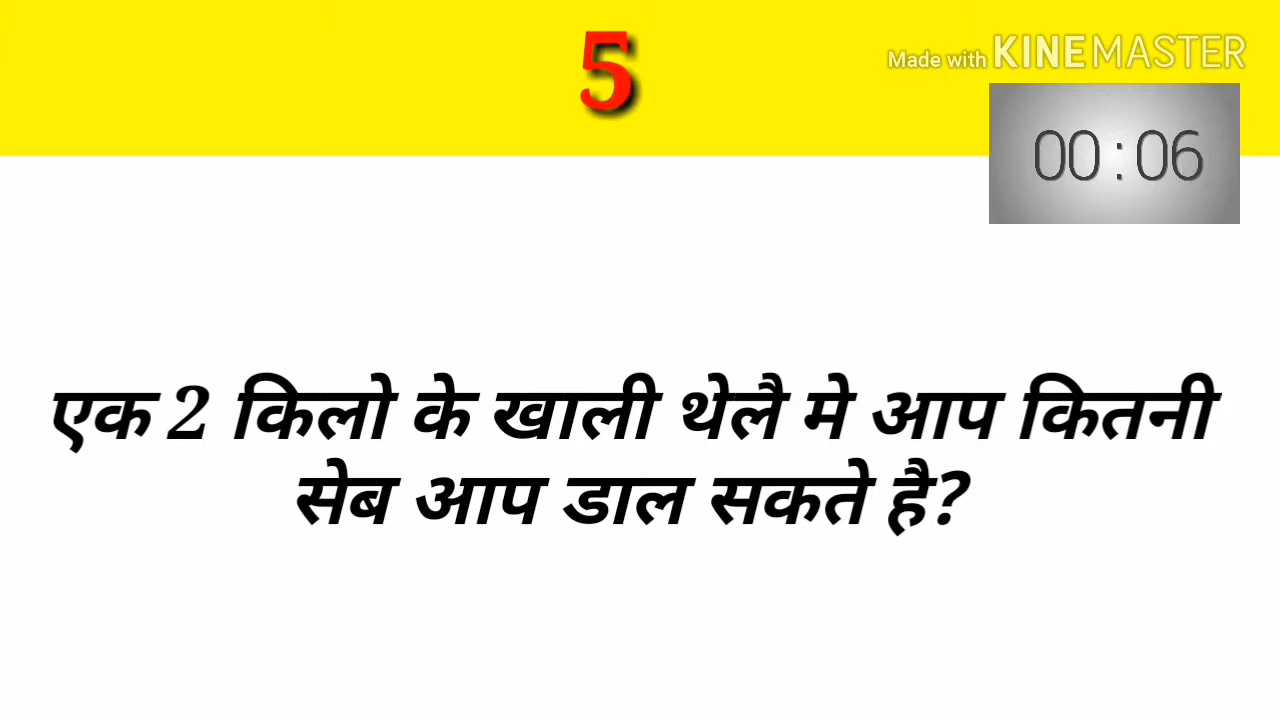 5
Made with KINEMASTER
00:06
एक 2 किलो के खाली थेलै मे आप कितनी
सेब आप डाल सकते है?